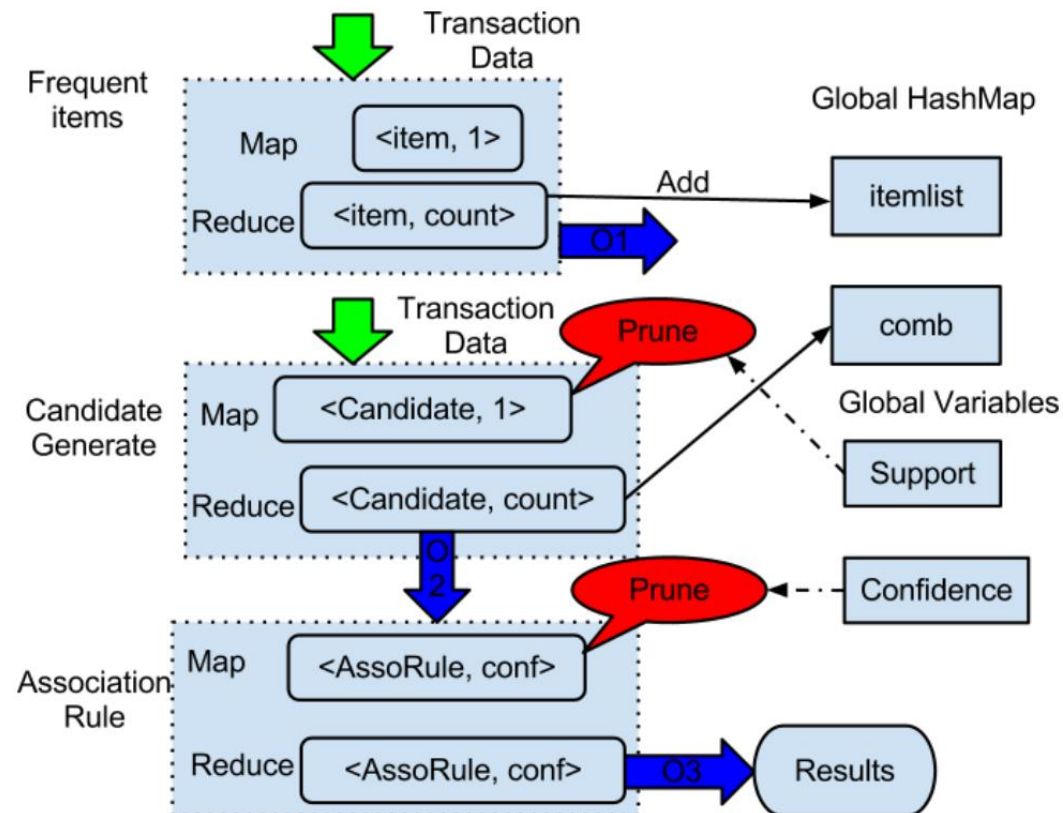 Transaction
Data
Frequent
items
Map
<item, 1>
Reduce
<item, count>
Add
O1
Global HashMap
itemlist
comb
Transaction
Data
Prune
Candidate
Generate
Map
<Candidate, 1>
Reduce
<Candidate, count>
O
2
Global Variables
Support
Confidence
Prune
Association
Rule
Map
<AssoRule, conf>
Reduce
<AssoRule, conf>
O3
Results